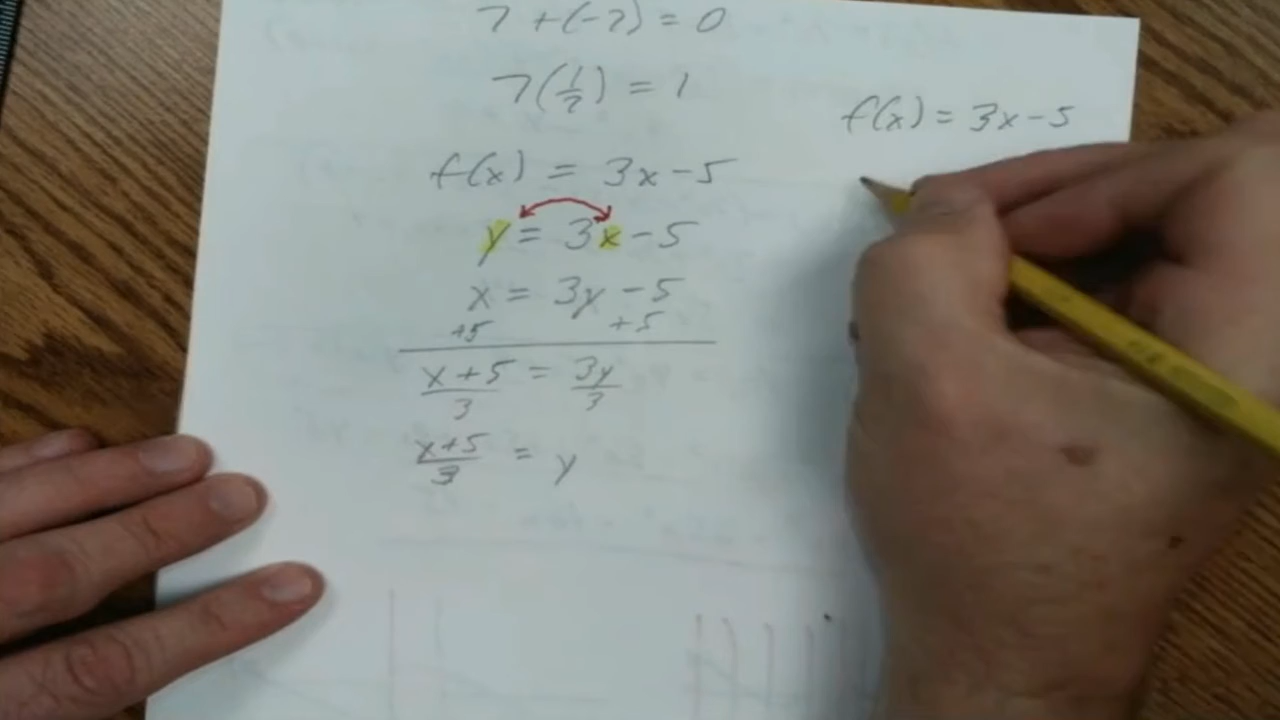 7 + (-7) = 0
7(1/7) = 1
f(x) = 3x - 5
f(x) = 3x - 5
y = 3x - 5
x = 3y - 5
+5 +5
x + 5 / 3 = 3y / 3
x+5 / 3 = y